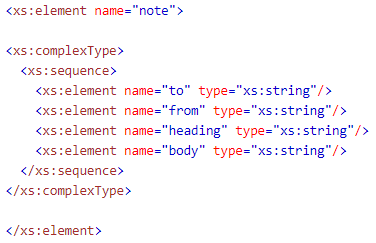 <xs:element name="note">

<xs:complexType>
  <xs:sequence>
    <xs:element name="to" type="xs:string"/>
    <xs:element name="from" type="xs:string"/>
    <xs:element name="heading" type="xs:string"/>
    <xs:element name="body" type="xs:string"/>
  </xs:sequence>
</xs:complexType>

</xs:element>